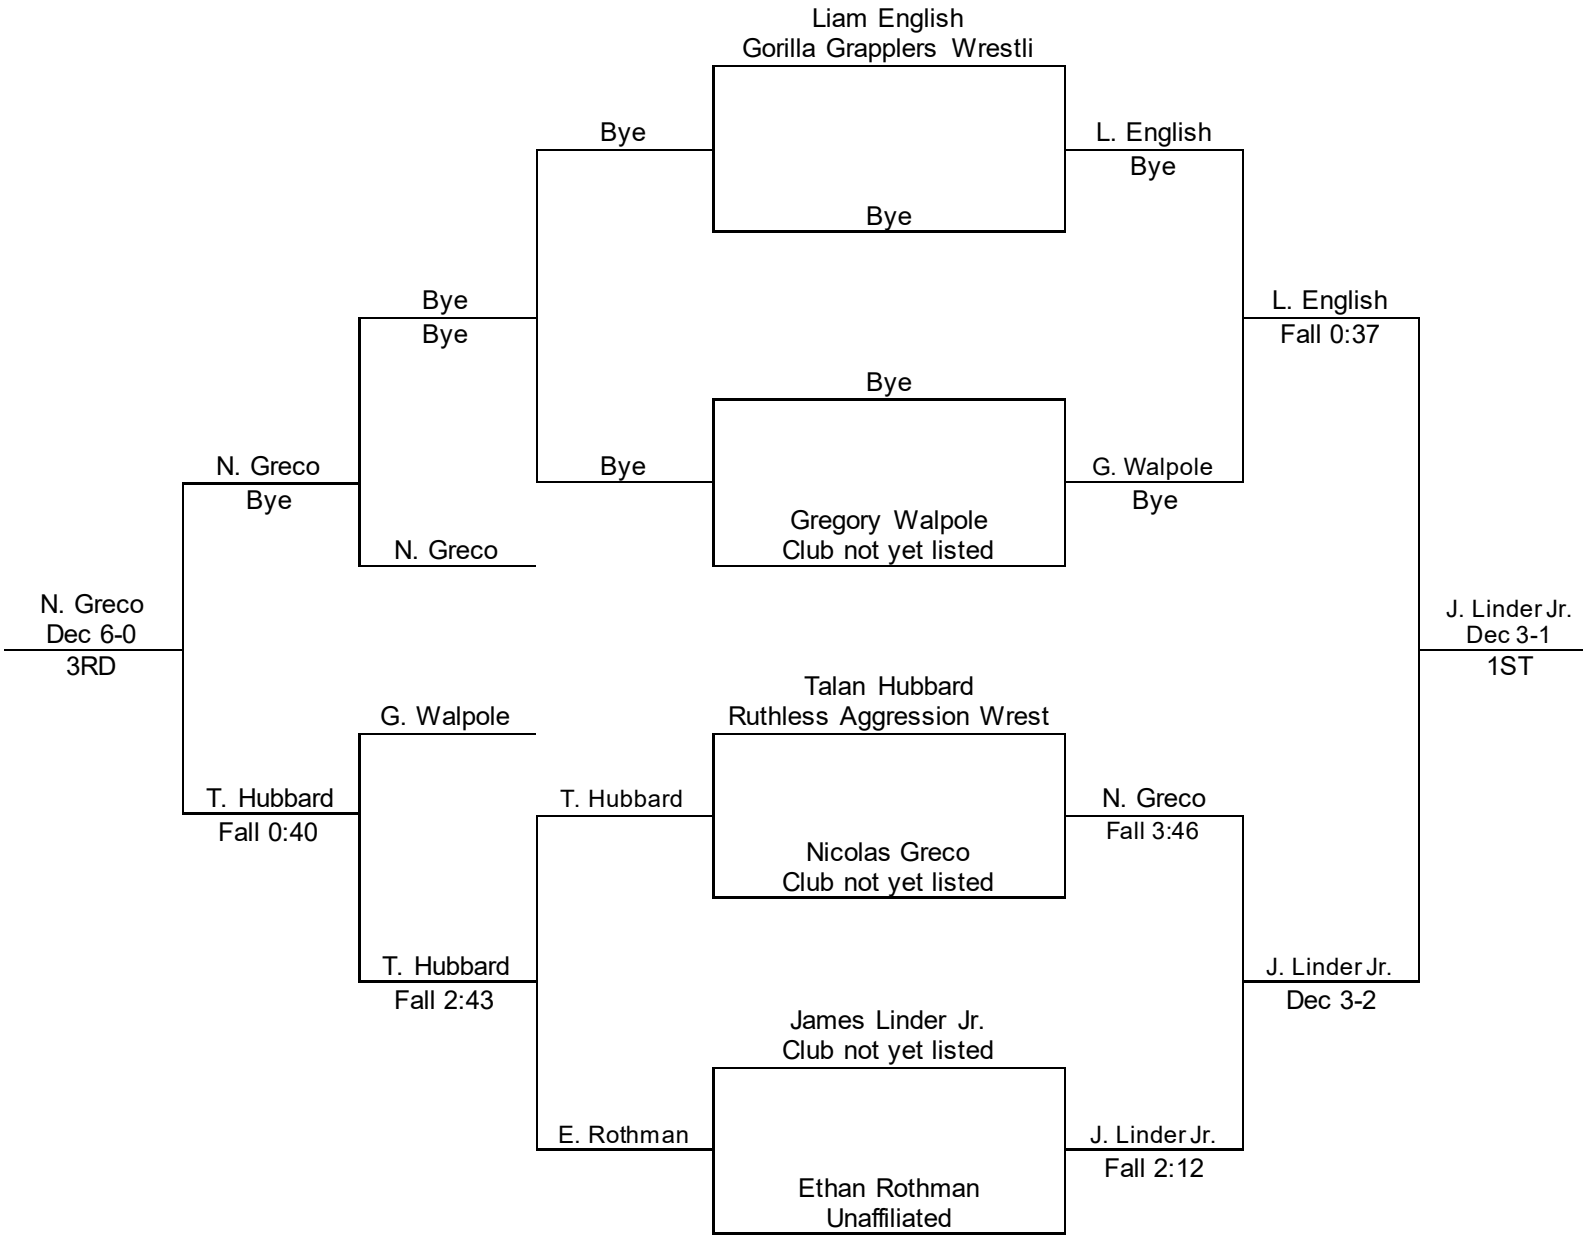 Liam English
Gorilla Grapplers Wrestli
Bye
L. English
Bye
Bye
Bye
Bye
L. English
Fall 0:37
Bye
N. Greco
Bye
Bye
G. Walpole
Bye
Gregory Walpole
Club not yet listed
N. Greco
N. Greco
Dec 6-0
3RD
J. Linder Jr.
Dec 3-1
1ST
Talan Hubbard
Ruthless Aggression Wrest
G. Walpole
T. Hubbard
Fall 0:40
T. Hubbard
N. Greco
Fall 3:46
Nicolas Greco
Club not yet listed
T. Hubbard
Fall 2:43
J. Linder Jr.
Dec 3-2
James Linder Jr.
Club not yet listed
E. Rothman
J. Linder Jr.
Fall 2:12
Ethan Rothman
Unaffiliated